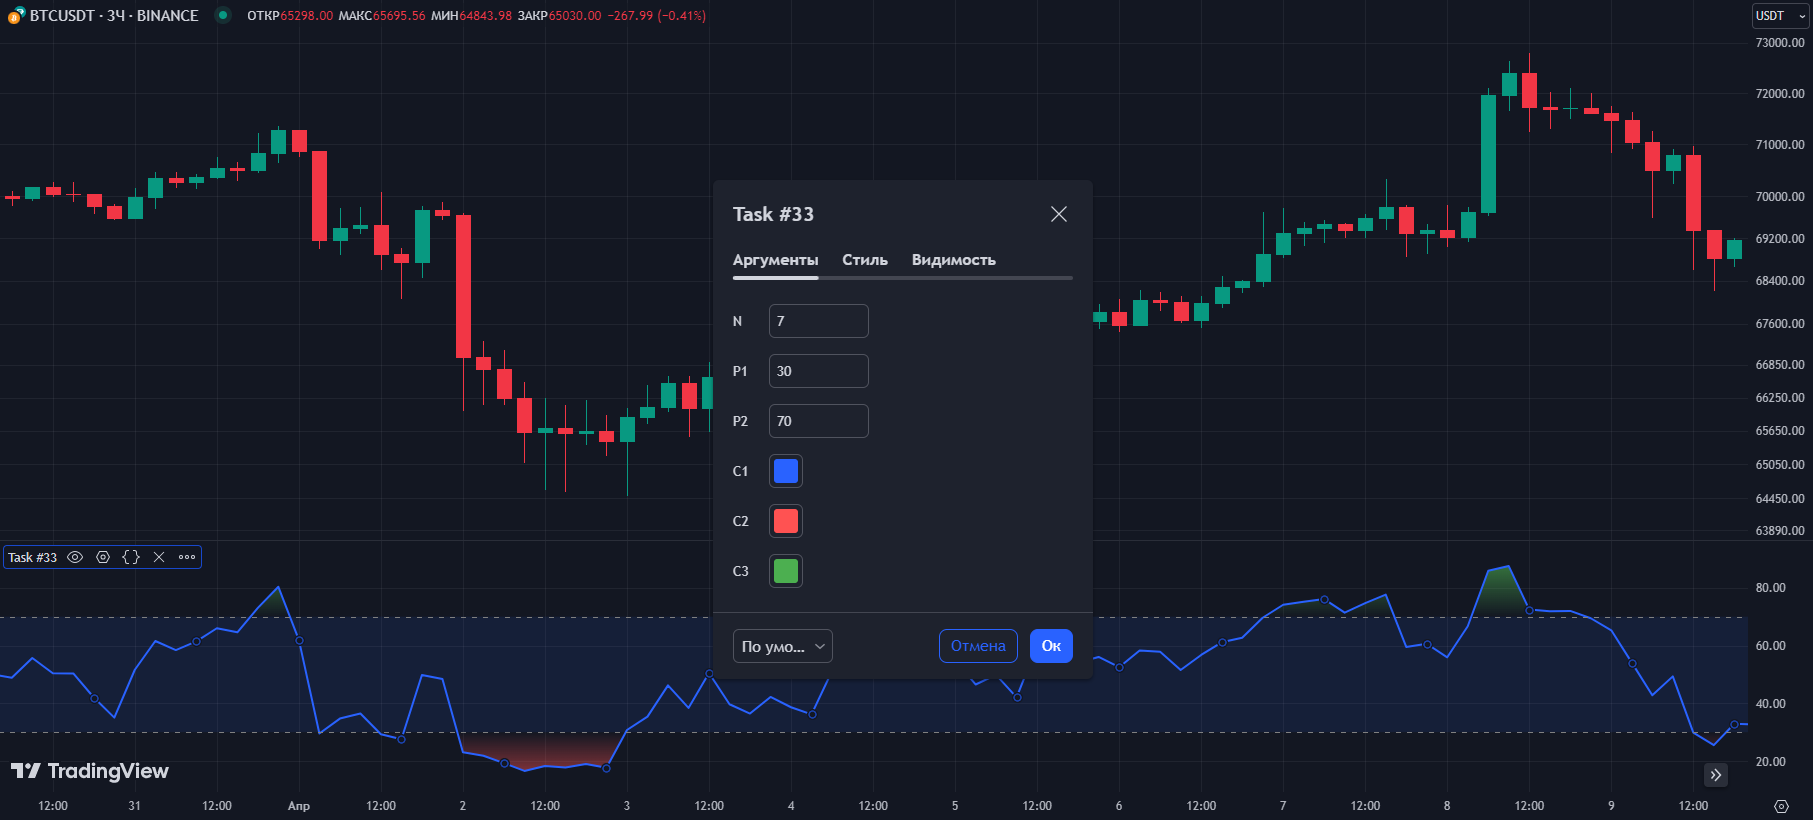 BTCUSDT · 3Ч · BINANCE ОТКР65298.00 МАКС65695.56 МИН64843.98 ЗАКР65030.00 −267.99 (−0.41%)
USDT
73000.00
72000.00
71000.00
70000.00
69200.00
68400.00
67600.00
66850.00
66250.00
65650.00
65050.00
64450.00
63890.00
Task #33
Аргументы Стиль Видимость
N 7
P1 30
P2 70
C1
C2
C3
По умо...
Отмена
Ок
Task #33
80.00
60.00
40.00
20.00
TradingView
12:00 31 12:00 Апр 12:00 2 12:00 3 12:00 4 12:00 5 12:00 6 12:00 7 12:00 8 12:00 9 12:00